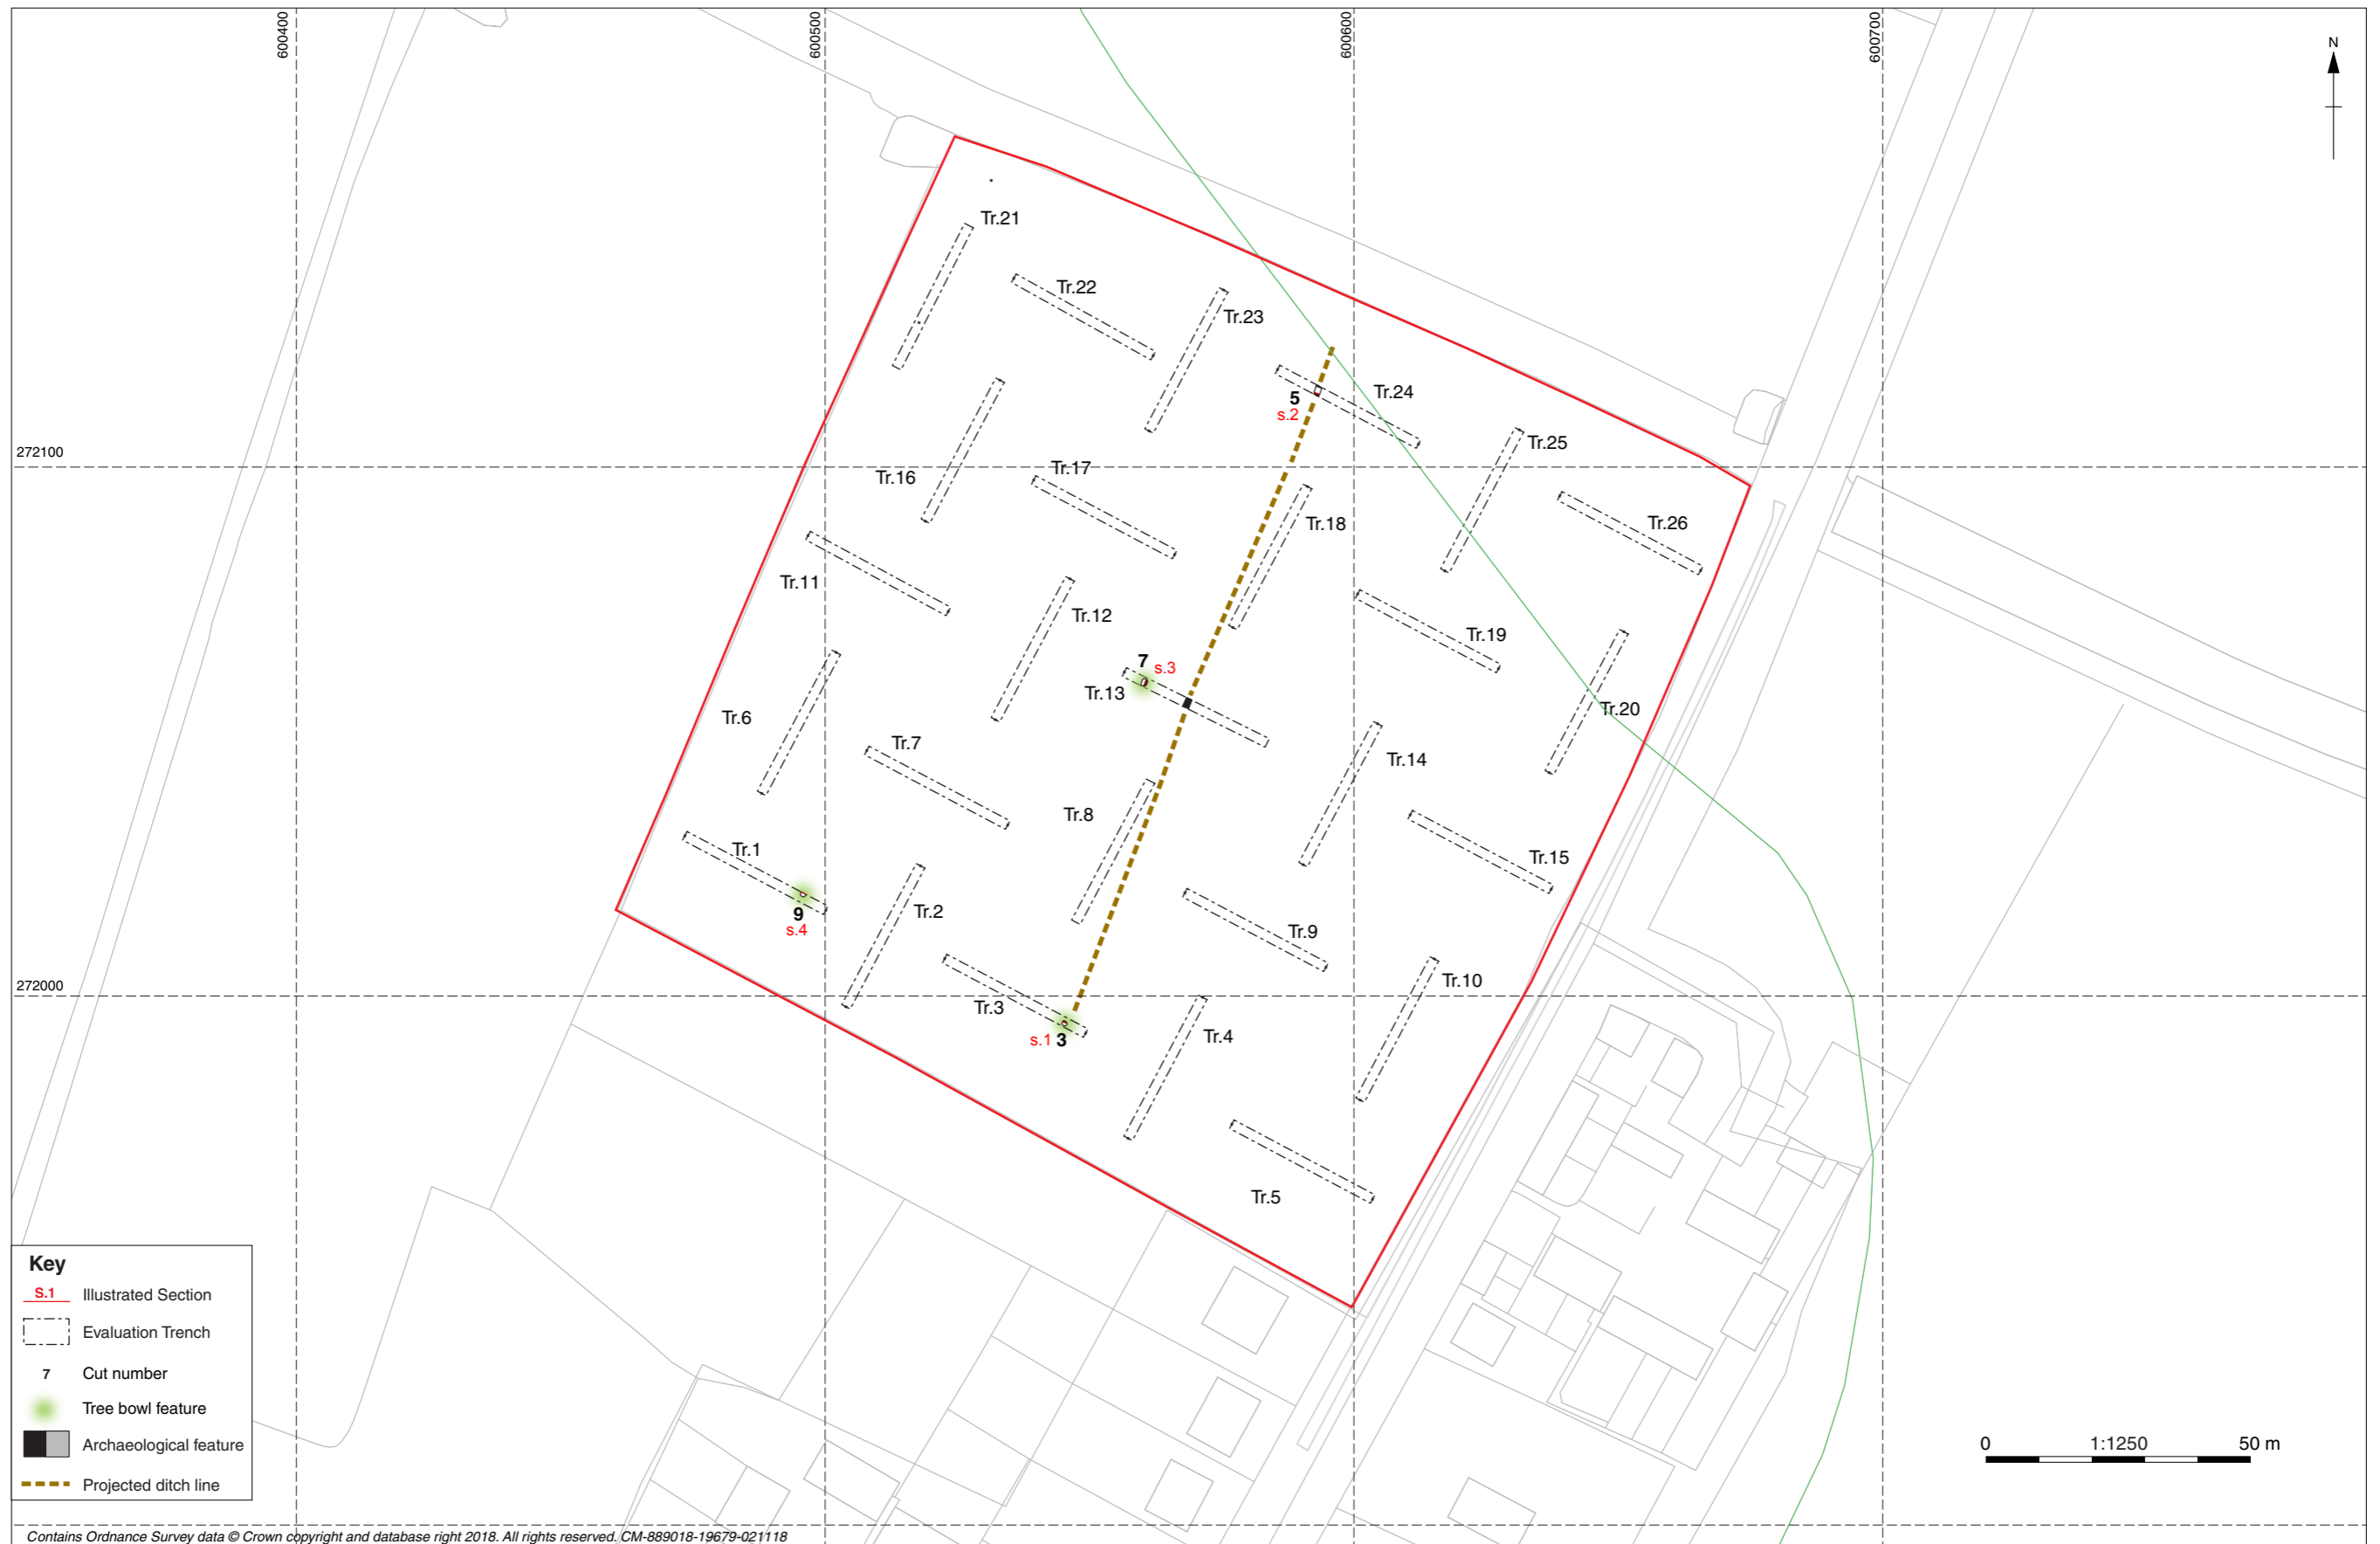 600400
600500
600600
600700
N
Tr.21
Tr.22
Tr.23
5
s.2
Tr.24
272100
Tr.25
Tr.16
Tr.17
Tr.18
Tr.26
Tr.11
Tr.12
Tr.19
7
s.3
Tr.13
Tr.6
Tr.20
Tr.7
Tr.14
Tr.8
Tr.1
Tr.15
9
s.4
Tr.2
Tr.9
272000
Tr.3
Tr.10
s.1
3
Tr.4
Tr.5
Key
S.1 Illustrated Section
Evaluation Trench
7 Cut number
Tree bowl feature
Archaeological feature
Projected ditch line
0 1:1250 50 m
Contains Ordnance Survey data © Crown copyright and database right 2018. All rights reserved. CM-889018-19679-021118